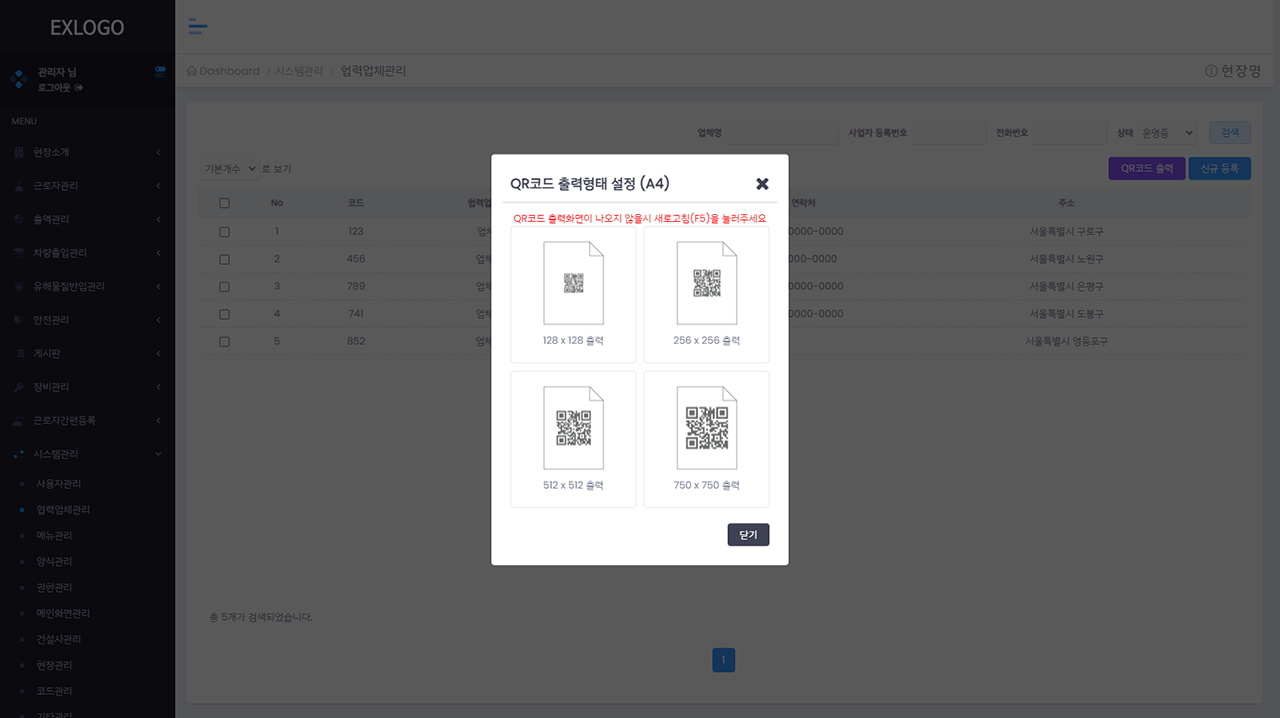 EXLOGO
관리자 님
로그아웃
MENU
현장소개
근로자관리
출역관리
차량출입관리
유해물질반입관리
안전관리
게시판
장비관리
근로자간편등록
시스템관리
사용자관리
협력업체관리
메뉴관리
양식관리
권한관리
메인화면관리
건설사관리
현장관리
코드관리
기타관리
Dashboard > 시스템관리 > 협력업체관리
현장명
업체명 사업자 등록번호 전화번호 상태 운영중 검색
기본개수 로 보기 QR코드 출력 신규 등록
No 코드 연락처 주소
1 123 0000-0000 서울특별시 구로구
2 456 000-0000 서울특별시 노원구
3 789 0000-0000 서울특별시 은평구
4 741 0000-0000 서울특별시 도봉구
5 852 서울특별시 영등포구
총 5개가 검색되었습니다.
1
QR코드 출력형태 설정 (A4)
QR코드 출력화면이 나오지 않을시 새로고침(F5)을 눌러주세요
128 x 128 출력 256 x 256 출력
512 x 512 출력 750 x 750 출력
닫기